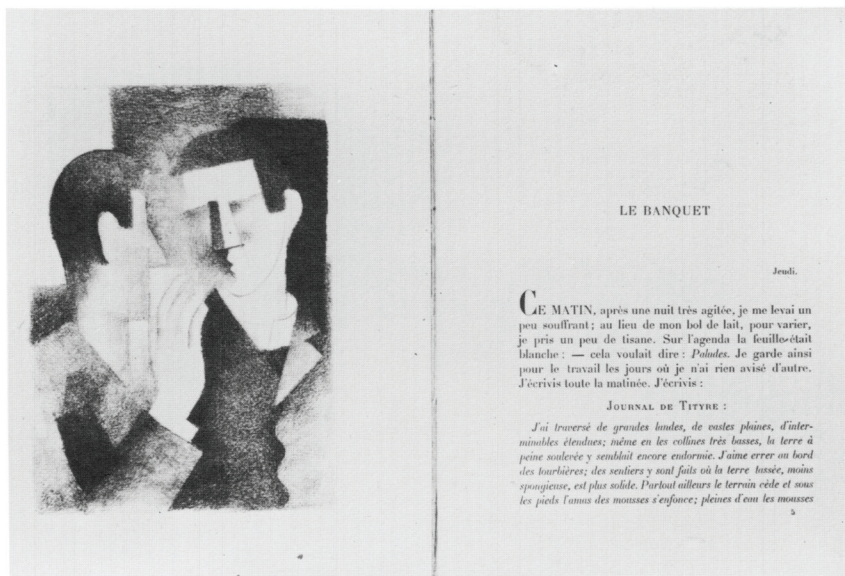 LE BANQUET
Jeudi.
CE MATIN, après une nuit très agitée, je me levai un
peu souffrant; au lieu de mon bol de lait, pour varier,
je pris un peu de tisane. Sur l'agenda la feuille était
blanche : — cela voulait dire : Paludes. Je garde ainsi
pour le travail les jours où je n'ai rien avisé d'autre.
J'écrivis toute la matinée. J'écrivis :
JOURNAL DE TITYRE :
J'ai traversé de grandes landes, de vastes plaines, d'inter-
minables étendues; même en les collines très basses, la terre à
peine soulevée y semblait encore endormie. J'aime errer au bord
des tourbières; des sentiers y sont faits où la terre tassée, moins
spongieuse, est plus solide. Partout ailleurs le terrain cède et sous
les pieds l'amas des mousses s'enfonce; pleines d'eau les mousses